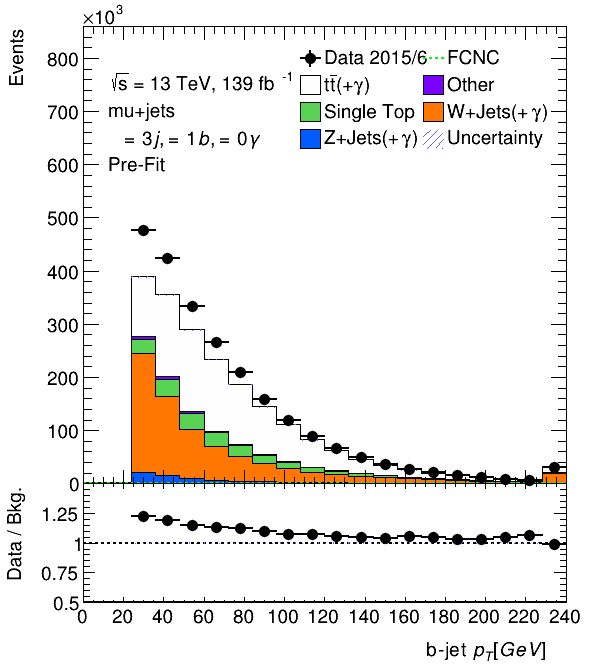 ×10³
Events
800
700
600
500
400
300
200
100
0
√s = 13 TeV, 139 fb⁻¹
mu+jets
= 3j, = 1b, = 0γ
Pre-Fit
Data 2015/6
FCNC
tt̄(+γ)
Other
Single Top
W+Jets(+γ)
Z+Jets(+γ)
Uncertainty
Data / Bkg.
1.25
1
0.75
0.5
0 20 40 60 80 100 120 140 160 180 200 220 240
b-jet p_T[GeV]